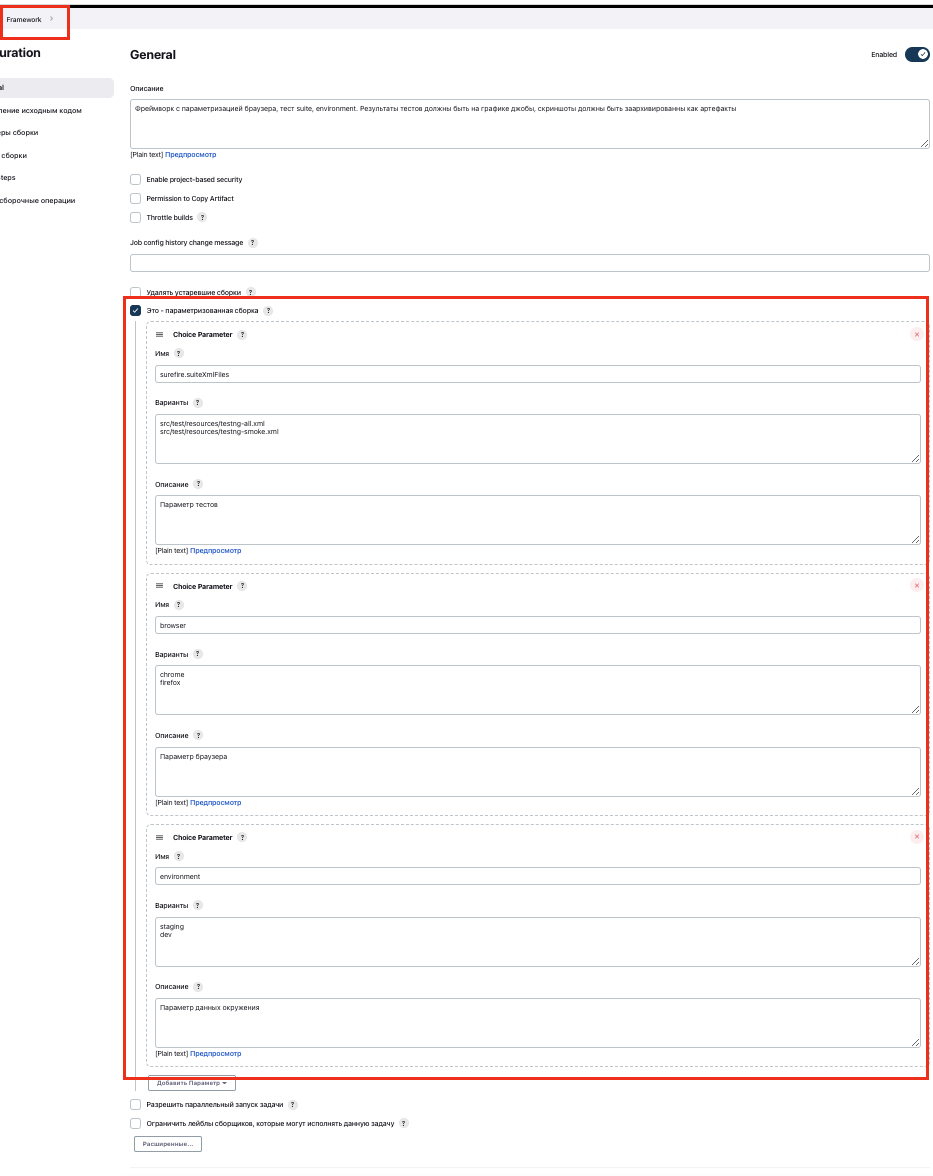 Framework
uration
General
Enabled
Описание
Фреймворк с параметризацией браузера, тест suite, environment. Результаты тестов должны быть на графике джобы, скриншоты должны быть заархивированны как артефакты
[Plain text] Предпросмотр
al
ление исходным кодом
еры сборки
сборки
teps
сборочные операции
Enable project-based security
Permission to Copy Artifact
Throttle builds ?
Job config history change message ?
Удалять устаревшие сборки ?
Это - параметризованная сборка ?
Choice Parameter ?
Имя ?
surefire.suiteXmlFiles
Варианты ?
src/test/resources/testng-all.xml
src/test/resources/testng-smoke.xml
Описание ?
Параметр тестов
[Plain text] Предпросмотр
Choice Parameter ?
Имя ?
browser
Варианты ?
chrome
firefox
Описание ?
Параметр браузера
[Plain text] Предпросмотр
Choice Parameter ?
Имя ?
environment
Варианты ?
staging
dev
Описание ?
Параметр данных окружения
[Plain text] Предпросмотр
Добавить Параметр
Разрешить параллельный запуск задачи ?
Ограничить лейблы сборщиков, которые могут исполнять данную задачу ?
Расширенные...